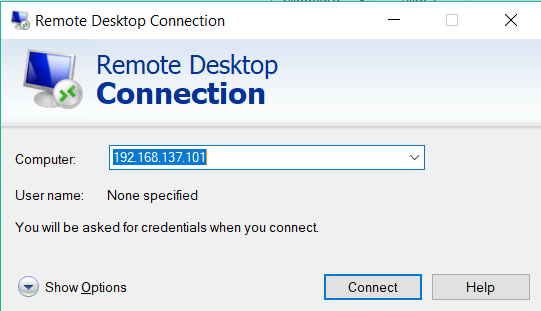 Remote Desktop Connection
Remote Desktop
Connection
Computer: 192.168.137.101
User name: None specified
You will be asked for credentials when you connect.
Show Options Connect Help